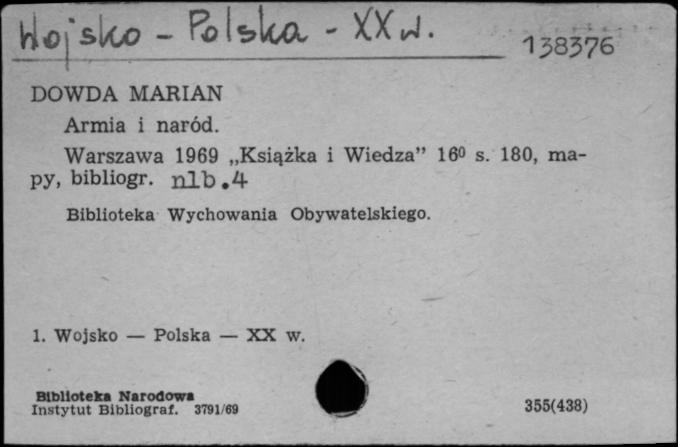 Wojsko - Polska - XX w.
138376
DOWDA MARIAN
Armia i naród.
Warszawa 1969 „Książka i Wiedza” 16⁰ s. 180, ma-
py, bibliogr. nlb.4
Biblioteka Wychowania Obywatelskiego.
1. Wojsko — Polska — XX w.
Biblioteka Narodowa
Instytut Bibliograf. 3791/69
355(438)